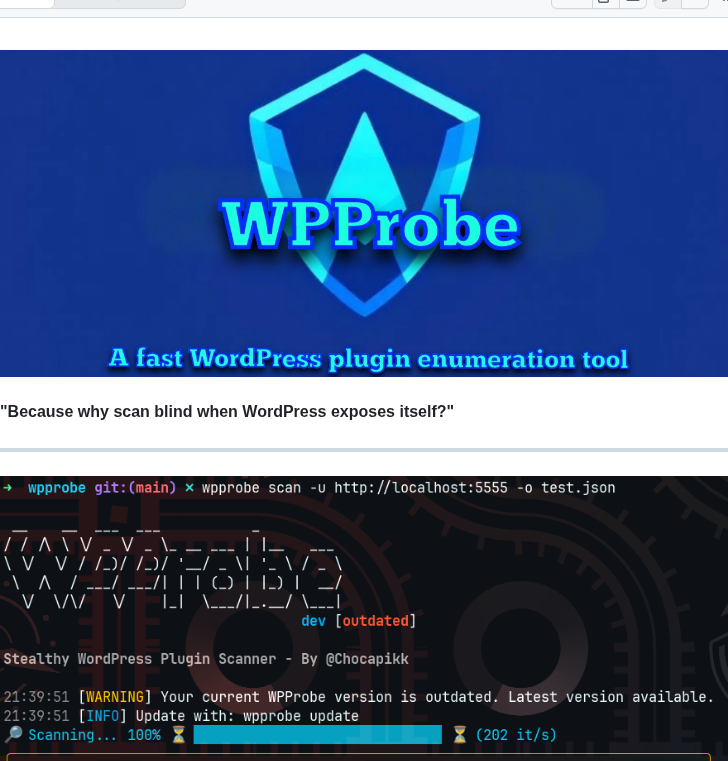 WPProbe
A fast WordPress plugin enumeration tool
"Because why scan blind when WordPress exposes itself?"
➜ wpprobe git:(main) ✗ wpprobe scan -u http://localhost:5555 -o test.json
WPProbe
dev [outdated]
Stealthy WordPress Plugin Scanner - By @Chocapikk
21:39:51 [WARNING] Your current WPProbe version is outdated. Latest version available.
21:39:51 [INFO] Update with: wpprobe update
🔎 Scanning... 100% ⏳ ⏳ (202 it/s)